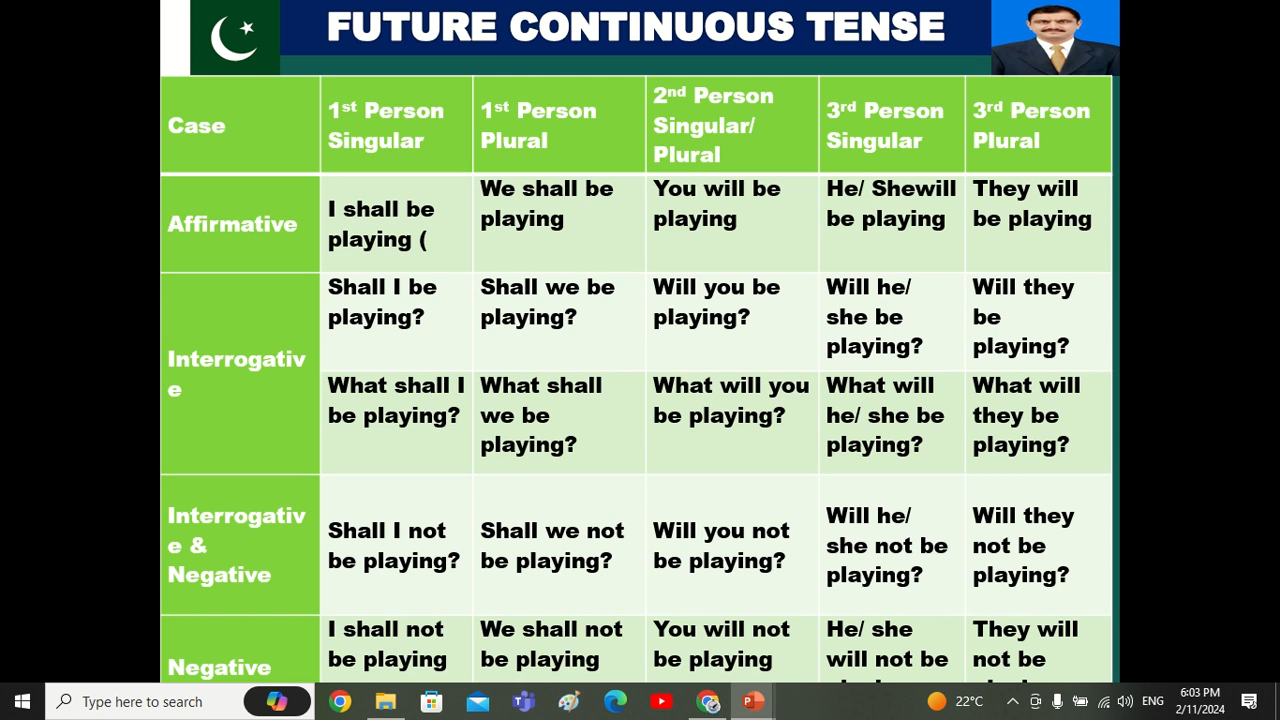 FUTURE CONTINUOUS TENSE
Case
1st Person
Singular
1st Person
Plural
2nd Person
Singular/
Plural
3rd Person
Singular
3rd Person
Plural
Affirmative
I shall be
playing (
We shall be
playing
You will be
playing
He/ Shewill
be playing
They will
be playing
Interrogativ
e
Shall I be
playing?
Shall we be
playing?
Will you be
playing?
Will he/
she be
playing?
Will they
be
playing?
What shall I
be playing?
What shall
we be
playing?
What will you
be playing?
What will
he/ she be
playing?
What will
they be
playing?
Interrogativ
e &
Negative
Shall I not
be playing?
Shall we not
be playing?
Will you not
be playing?
Will he/
she not be
playing?
Will they
not be
playing?
Negative
I shall not
be playing
We shall not
be playing
You will not
be playing
He/ she
will not be
They will
not be
Type here to search
22°C
ENG
6:03 PM
2/11/2024